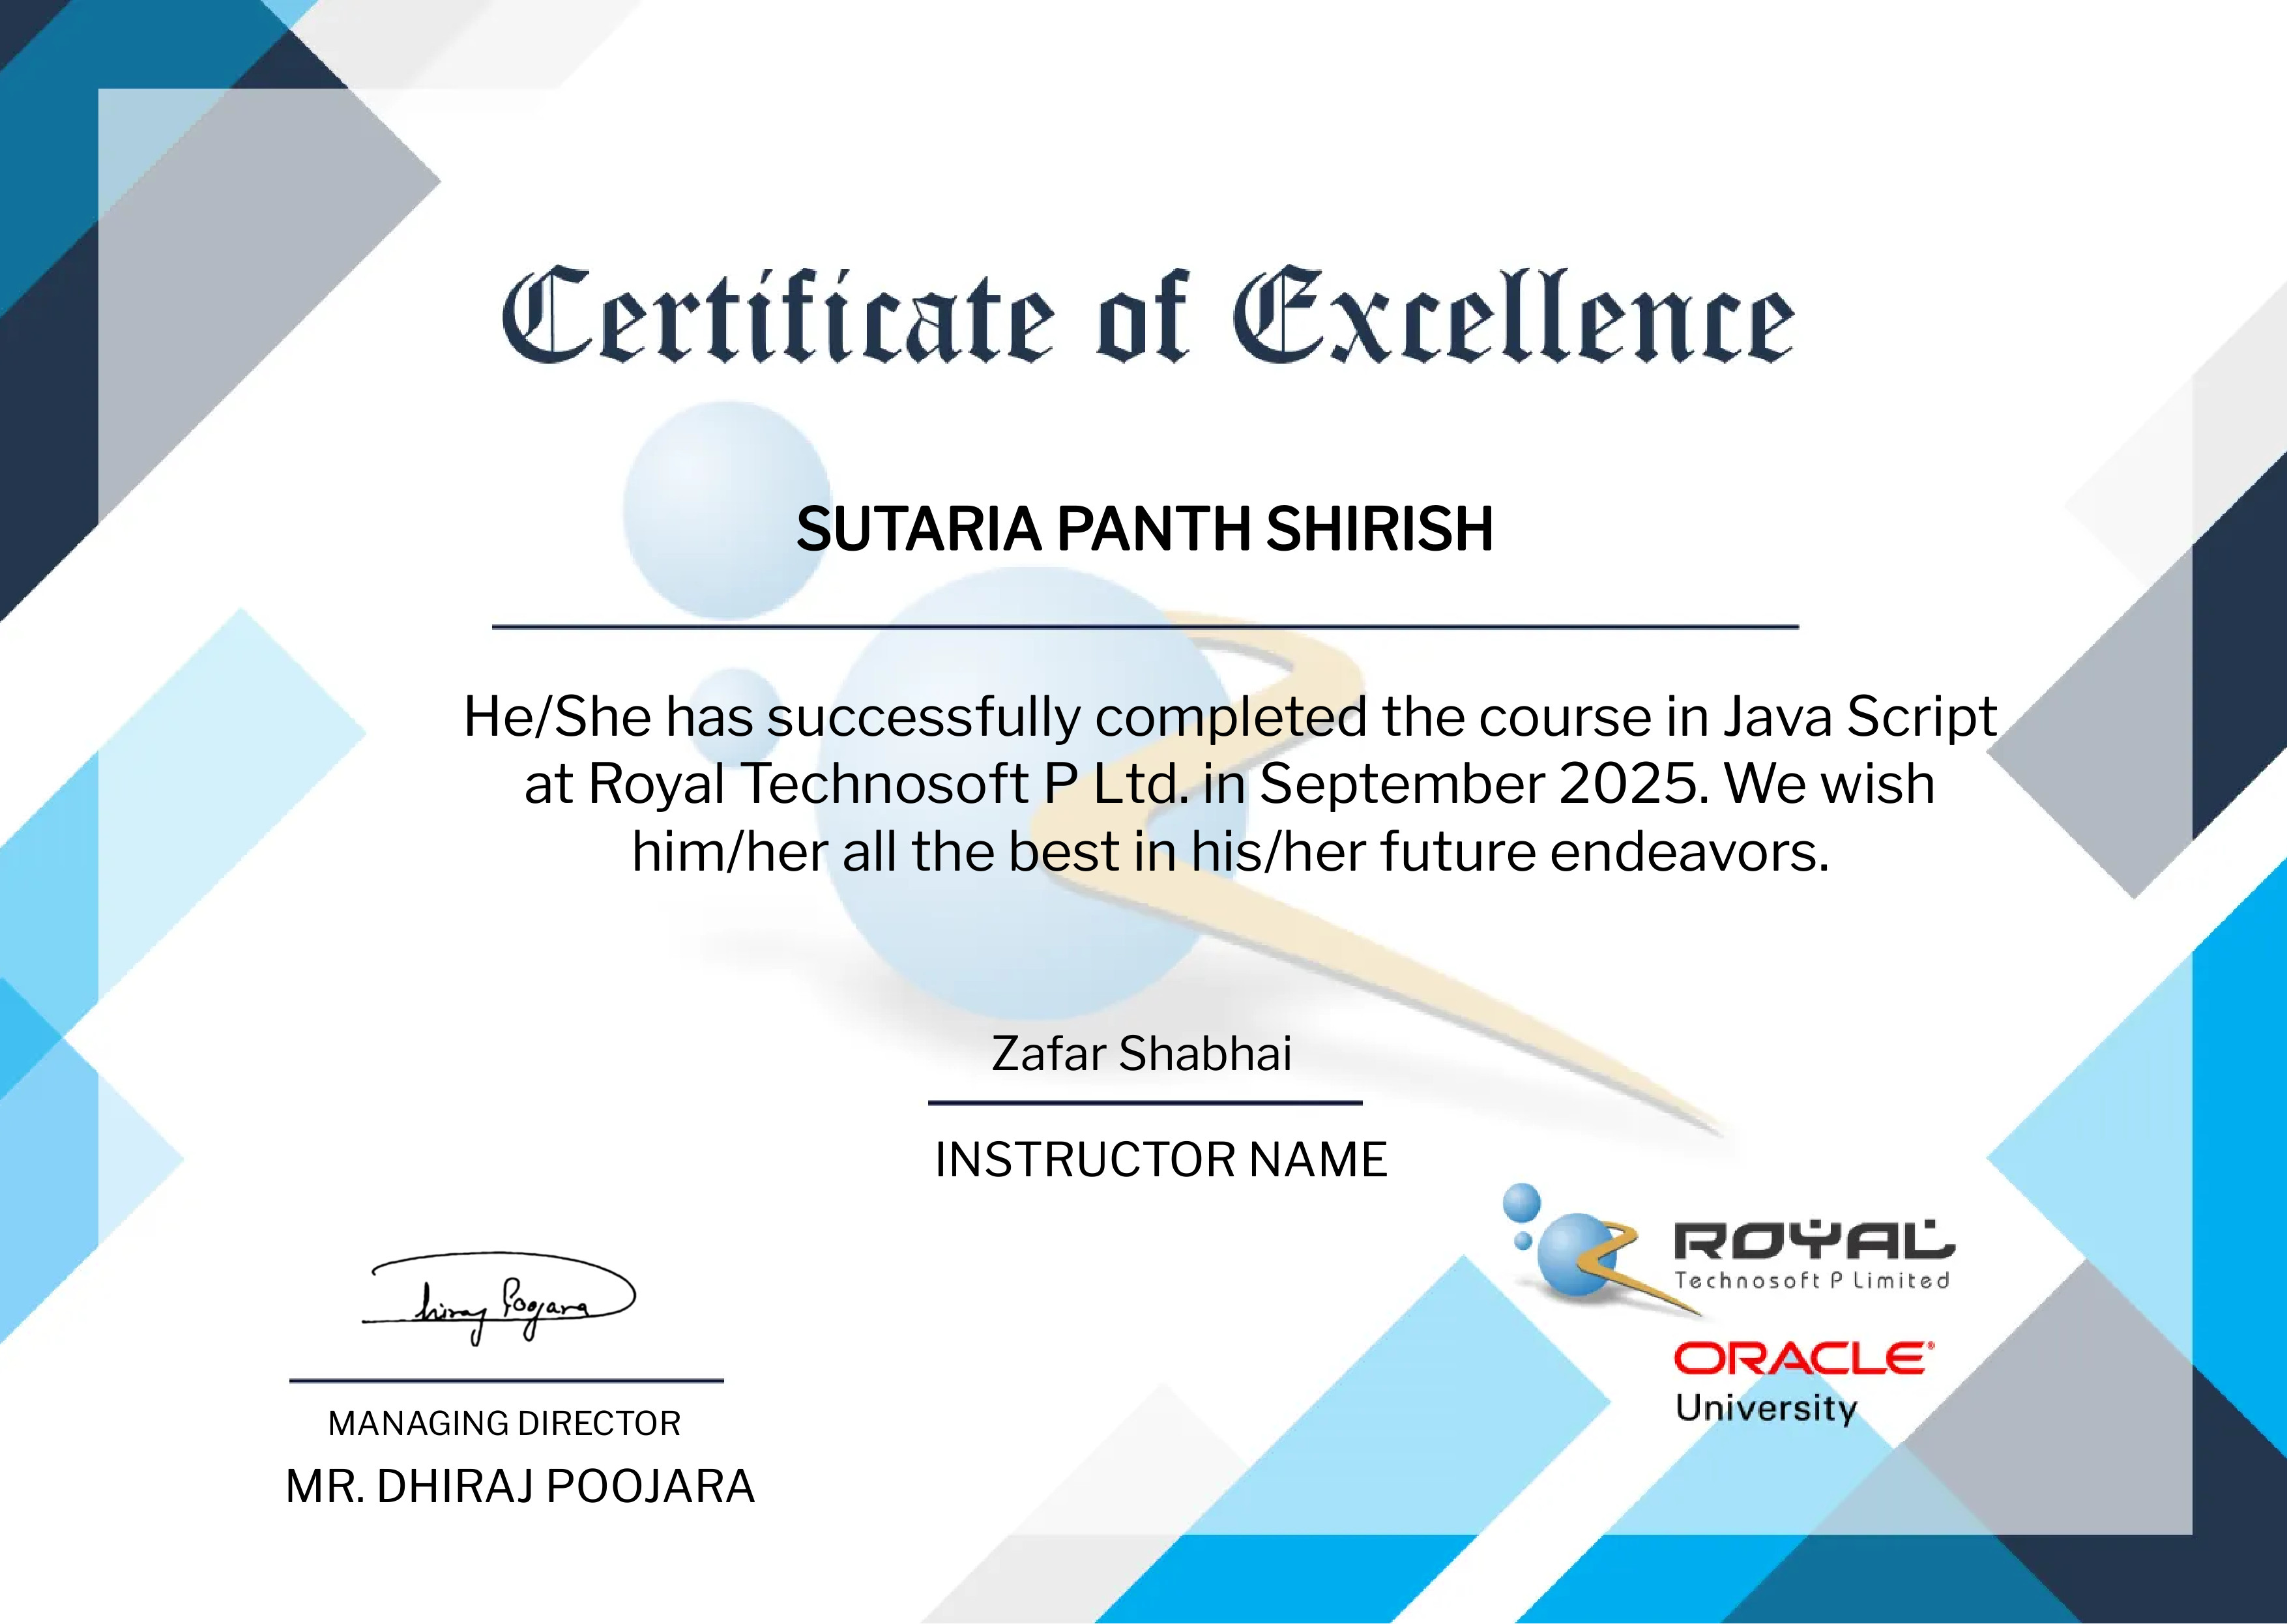 Certificate of Excellence
SUTARIA PANTH SHIRISH
He/She has successfully completed the course in Java Script
at Royal Technosoft P Ltd. in September 2025. We wish
him/her all the best in his/her future endeavors.
Zafar Shabhai
INSTRUCTOR NAME
ROYAL
Technosoft P Limited
ORACLE®
University
Dhiraj Poojara
MANAGING DIRECTOR
MR. DHIRAJ POOJARA